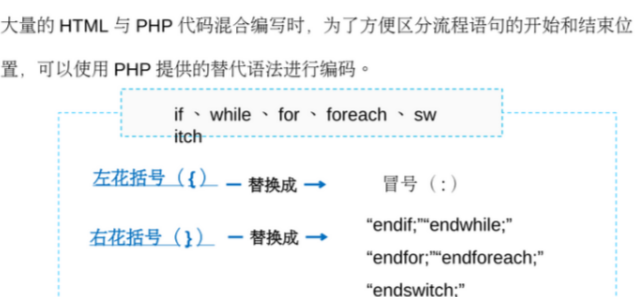 大量的 HTML 与 PHP 代码混合编写时，为了方便区分流程语句的开始和结束位
置，可以使用 PHP 提供的替代语法进行编码。
if 、 while 、 for 、 foreach 、 sw
itch
左花括号（{） 替换成 冒号（:）
右花括号（}） 替换成 “endif;”“endwhile;”
“endfor;”“endforeach;”
“endswitch;”